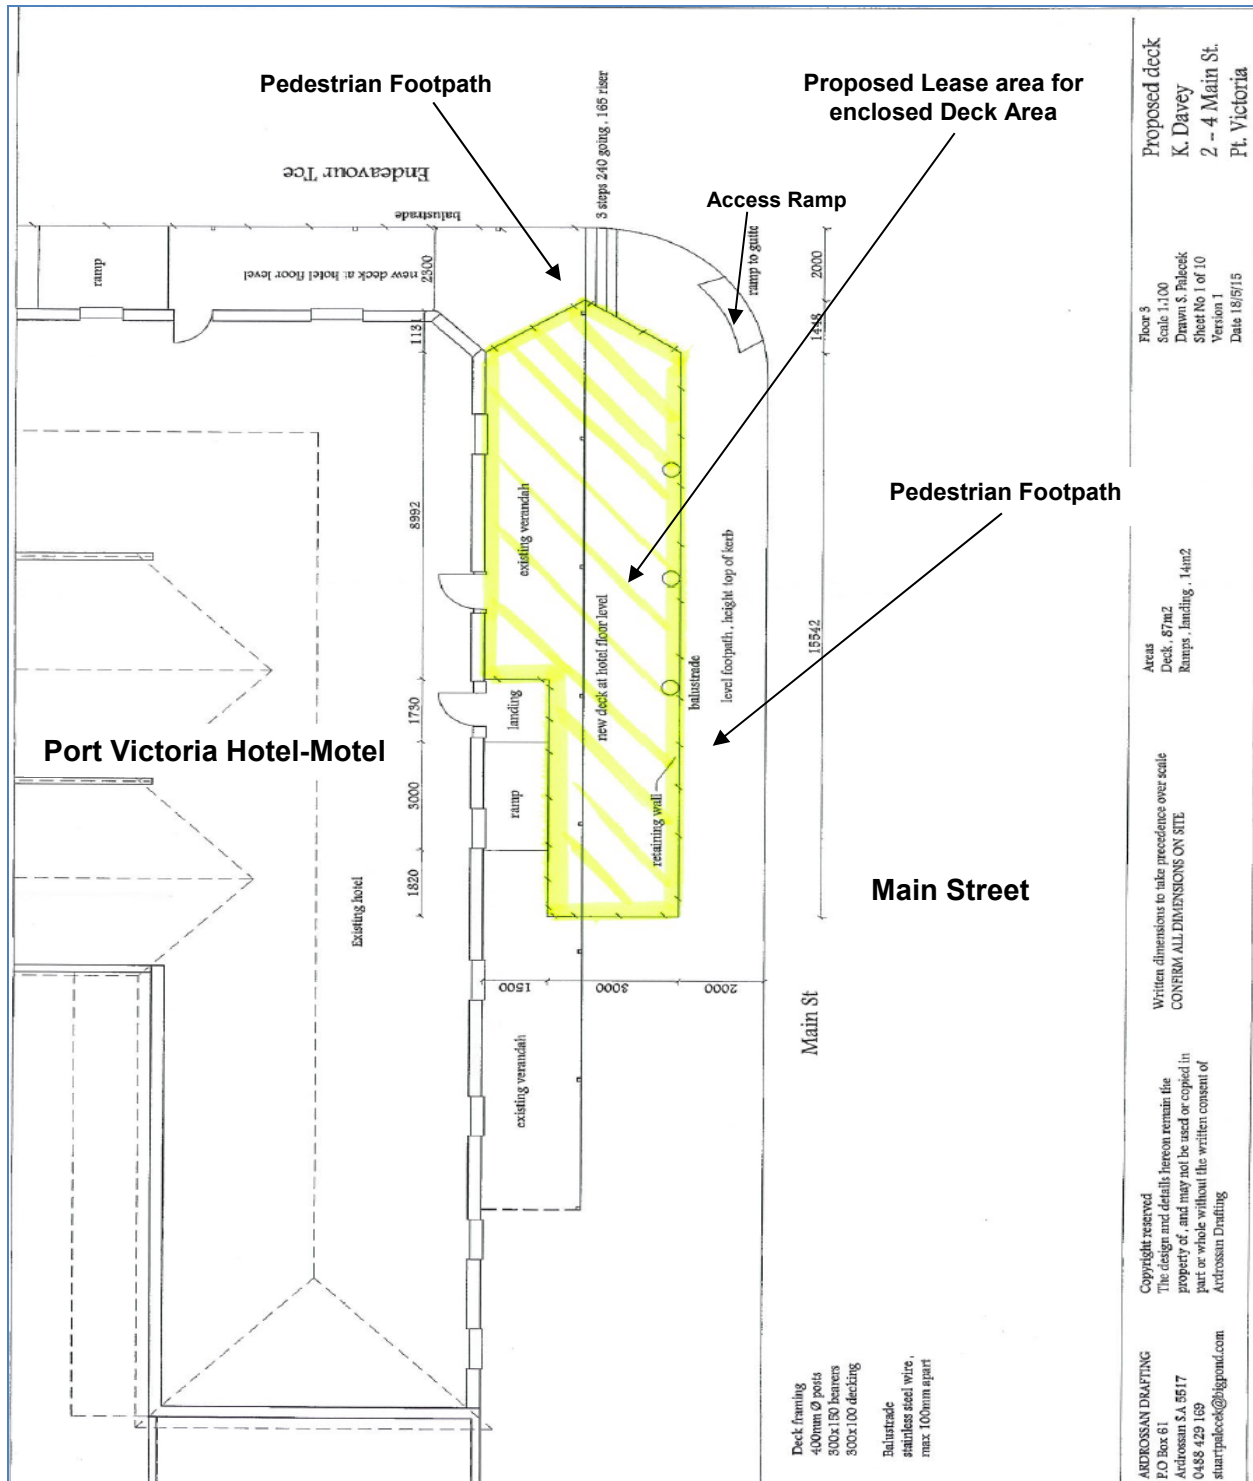 Pedestrian Footpath
Proposed Lease area for
enclosed Deck Area
Access Ramp
Pedestrian Footpath
Port Victoria Hotel-Motel
Main Street
Endeavour Tce
balustrade
3 steps 240 going , 165 riser
ramp
new deck at hotel floor level
2300
ramp to gutte
2000
1448
1131
8992
existing verandah
15542
level footpath , height top of kerb
balustrade
new deck at hotel floor level
landing
1730
ramp
3000
retaining wall
1820
Existing hotel
1500
3000
2000
existing verandah
Main St
Deck framing
400mm Ø posts
300x150 bearers
300x100 decking
Balustrade
stainless steel wire ,
max 100mm apart
Proposed deck
K. Davey
2 - 4 Main St.
Pt. Victoria
Floor 3
Scale 1:100
Drawn S. Palecek
Sheet No 1 of 10
Version 1
Date 18/5/15
Areas
Deck , 87m2
Ramps , landing , 14m2
Written dimensions to take precedence over scale
CONFIRM ALL DIMENSIONS ON SITE
Copyright reserved
The design and details hereon remain the
property of , and may not be used or copied in
part or whole without the written consent of
Ardrossan Drafting
ARDROSSAN DRAFTING
P.O Box 61
Ardrossan S.A 5517
0488 429 169
stuartpalecek@bigpond.com